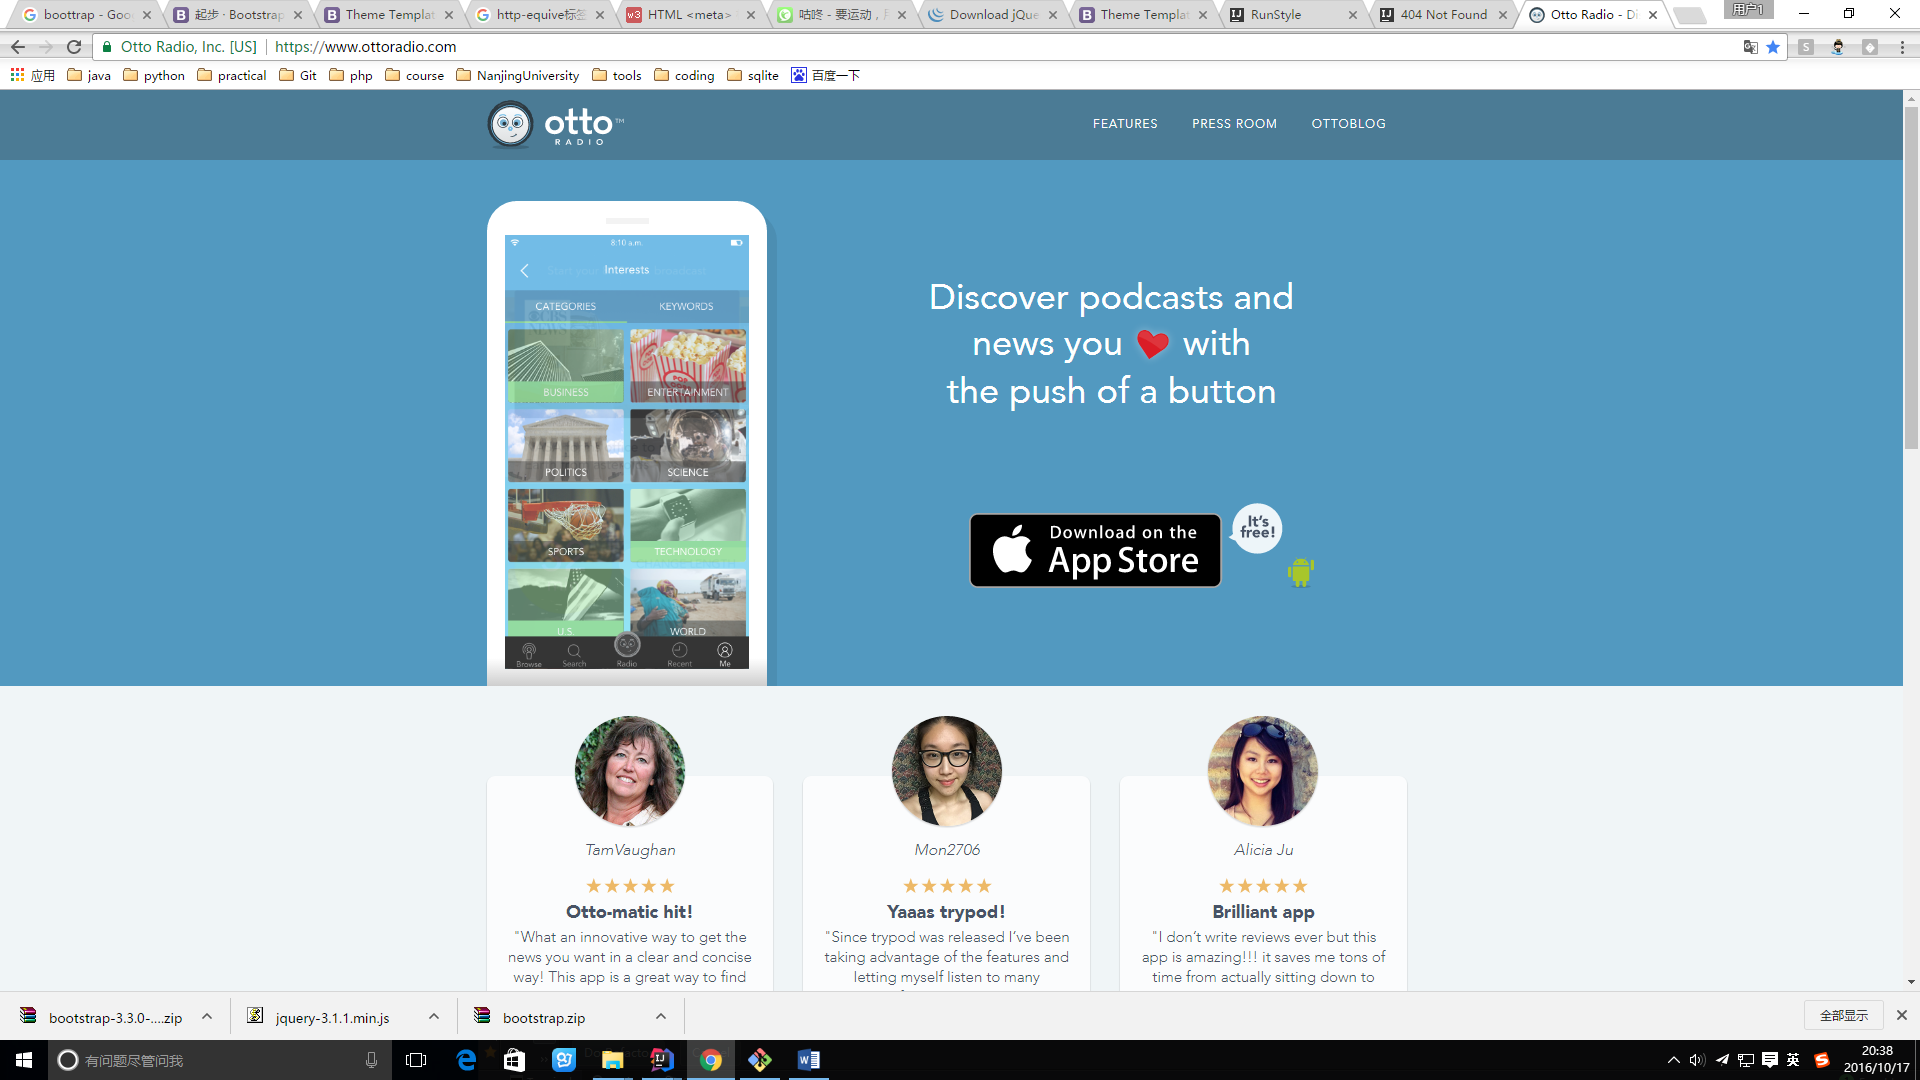 用户1
boottrap - Goo
起步 · Bootstrap
Theme Templat
http-equive标签
HTML <meta>
咕咚 - 要运动，
Download jQue
Theme Templat
RunStyle
404 Not Found
Otto Radio - Di
Otto Radio, Inc. [US]
https://www.ottoradio.com
应用
java
python
practical
Git
php
course
NanjingUniversity
tools
coding
sqlite
百度一下
otto™
RADIO
FEATURES
PRESS ROOM
OTTOBLOG
8:10 a.m.
Interests
CATEGORIES
KEYWORDS
BUSINESS
ENTERTAINMENT
POLITICS
SCIENCE
SPORTS
TECHNOLOGY
U.S.
WORLD
Browse
Search
Radio
Recent
Me
Discover podcasts and
news you with
the push of a button
Download on the
App Store
It's
free!
TamVaughan
Otto-matic hit!
"What an innovative way to get the
news you want in a clear and concise
way! This app is a great way to find
Mon2706
Yaaas trypod!
"Since trypod was released I've been
taking advantage of the features and
letting myself listen to many
Alicia Ju
Brilliant app
"I don't write reviews ever but this
app is amazing!!! it saves me tons of
time from actually sitting down to
bootstrap-3.3.0-....zip
jquery-3.1.1.min.js
bootstrap.zip
全部显示
有问题尽管问我
英
20:38
2016/10/17